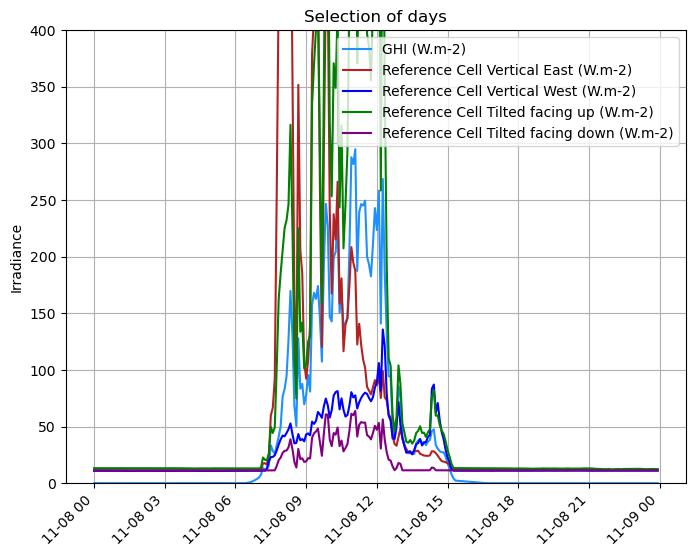 Selection of days
400
350
300
250
200
150
100
50
0
Irradiance
GHI (W.m-2)
Reference Cell Vertical East (W.m-2)
Reference Cell Vertical West (W.m-2)
Reference Cell Tilted facing up (W.m-2)
Reference Cell Tilted facing down (W.m-2)
11-08 00
11-08 03
11-08 06
11-08 09
11-08 12
11-08 15
11-08 18
11-08 21
11-09 00